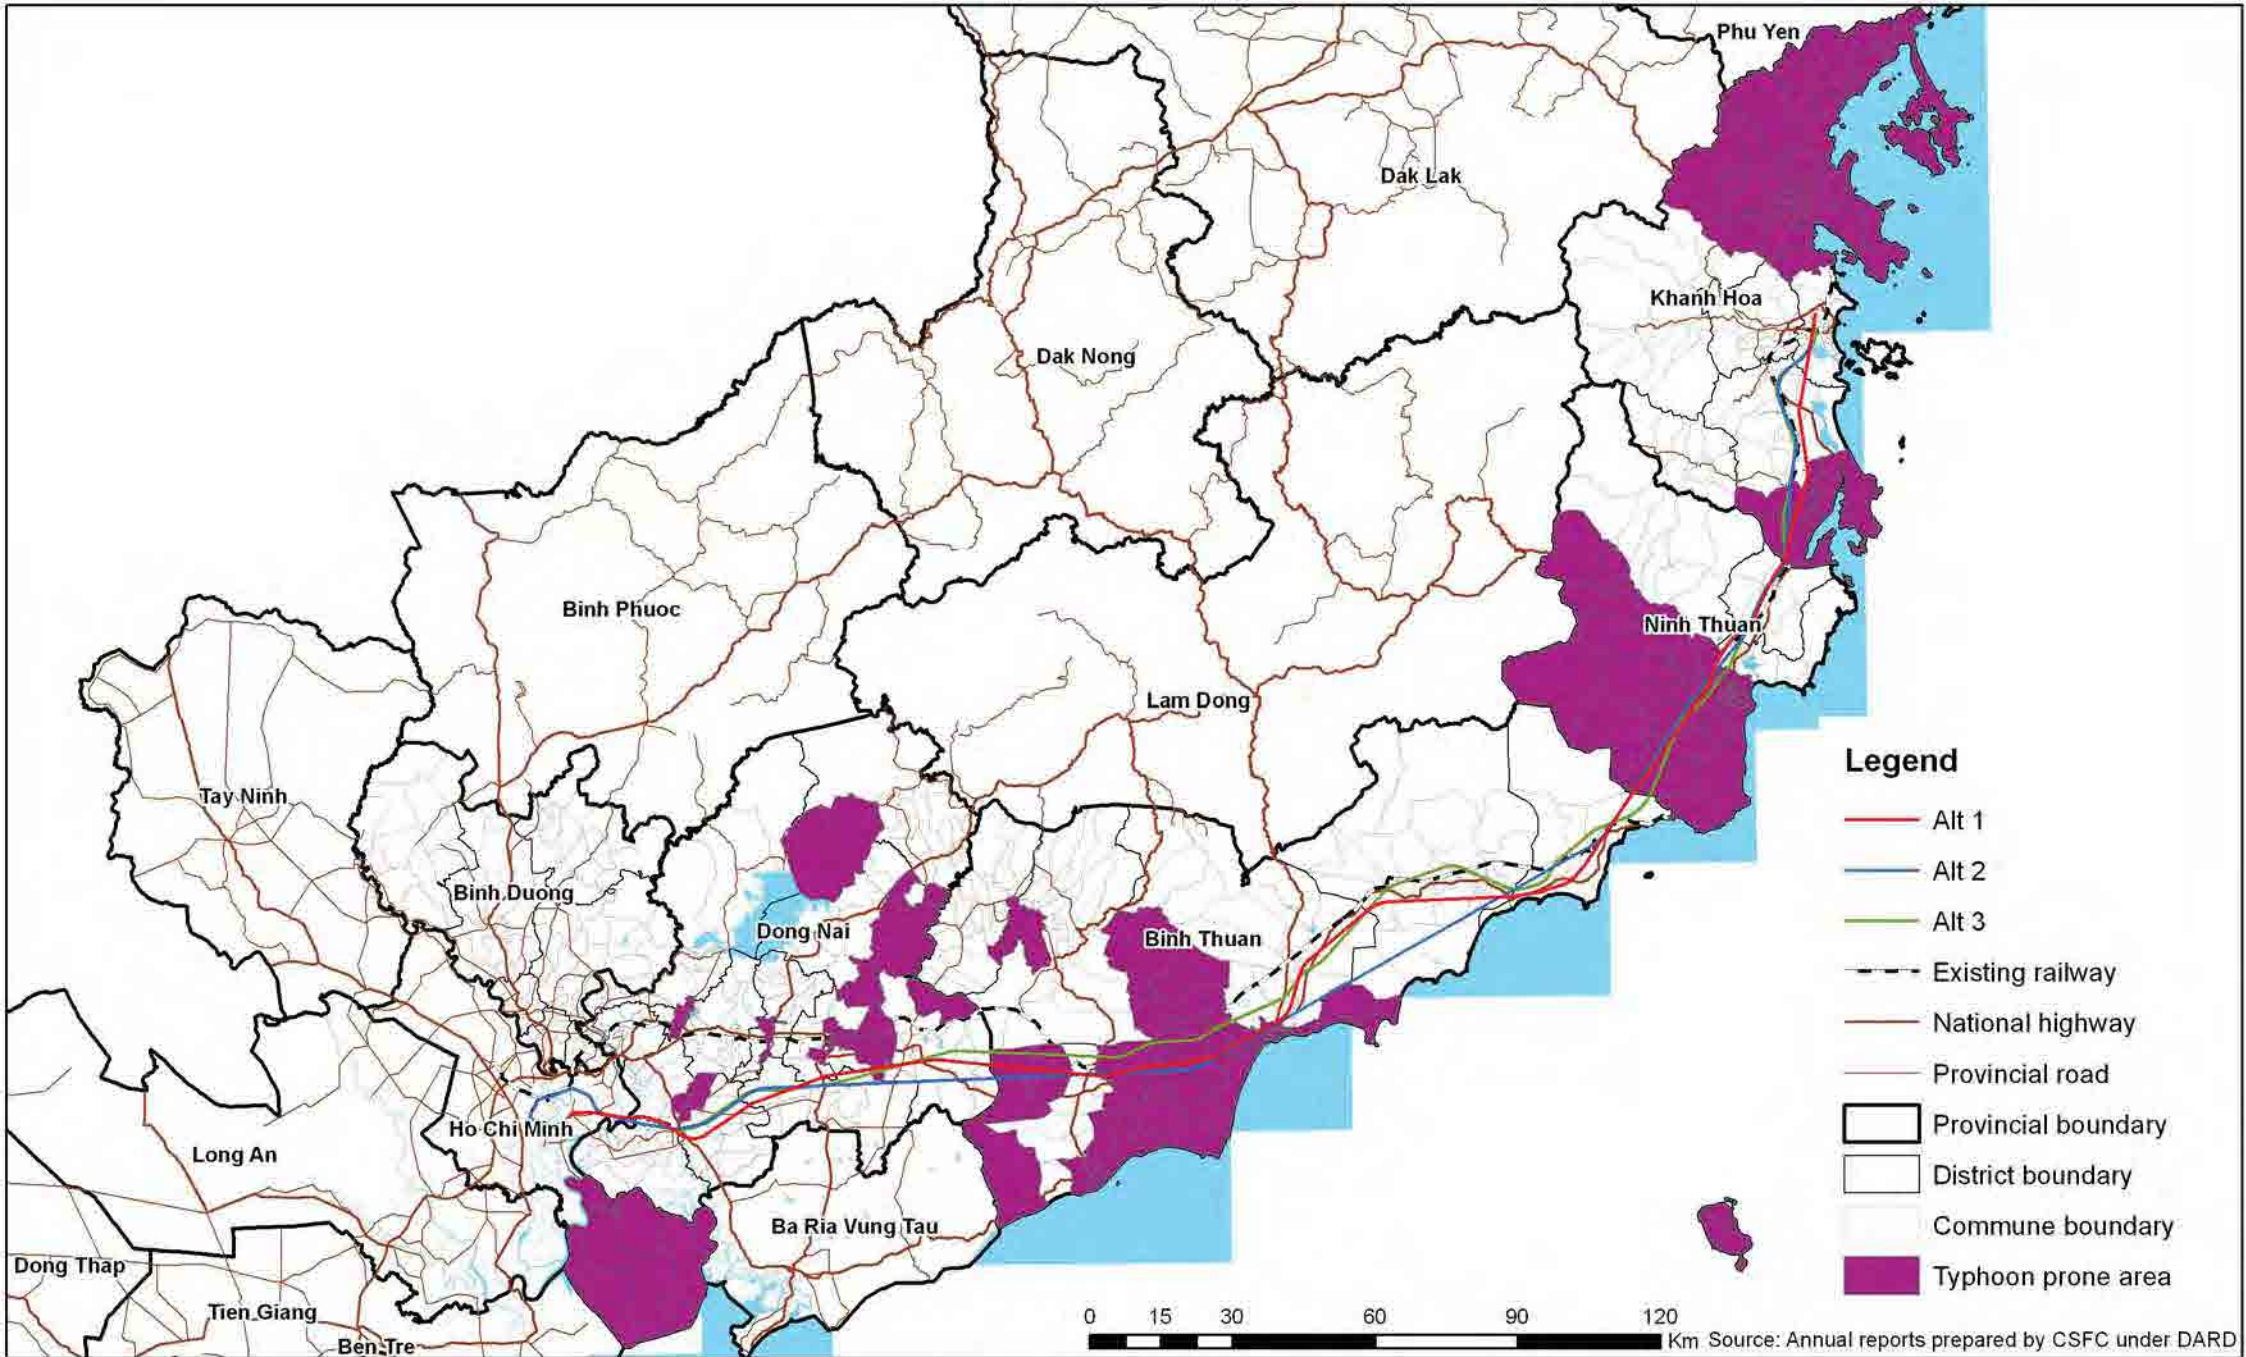 Phu Yen
Dak Lak
Khanh Hoa
Dak Nong
Binh Phuoc
Ninh Thuan
Lam Dong
Tay Ninh
Binh Duong
Dong Nai
Binh Thuan
Ho Chi Minh
Long An
Ba Ria Vung Tau
Dong Thap
Tien Giang
Ben Tre
Legend
Alt 1
Alt 2
Alt 3
Existing railway
National highway
Provincial road
Provincial boundary
District boundary
Commune boundary
Typhoon prone area
0 15 30 60 90 120
Km Source: Annual reports prepared by CSFC under DARD